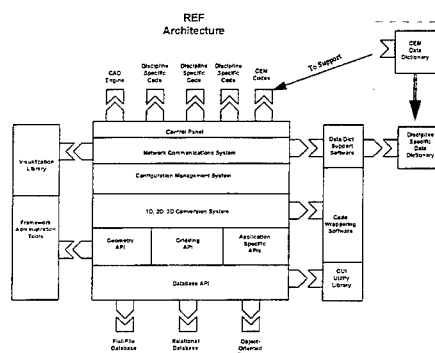 REF
Architecture
CAD
Engine
Discipline
Specific
Code
Discipline
Specific
Code
Discipline
Specific
Code
CEM
Codes
To Support
CEM
Data
Dictionary
Control Panel
Network Communications System
Configuration Management System
1D, 2D, 3D Conversion System
Geometry
API
Gridding
API
Application
Specific
APIs
Database API
Visualization
Library
Framework
Administration
Tools
Data Dict
Support
Software
Discipline
Specific
Data
Dictionary
Code
Wrappering
Software
GUI
Utility
Library
Flat File
Database
Relational
Database
Object-
Oriented